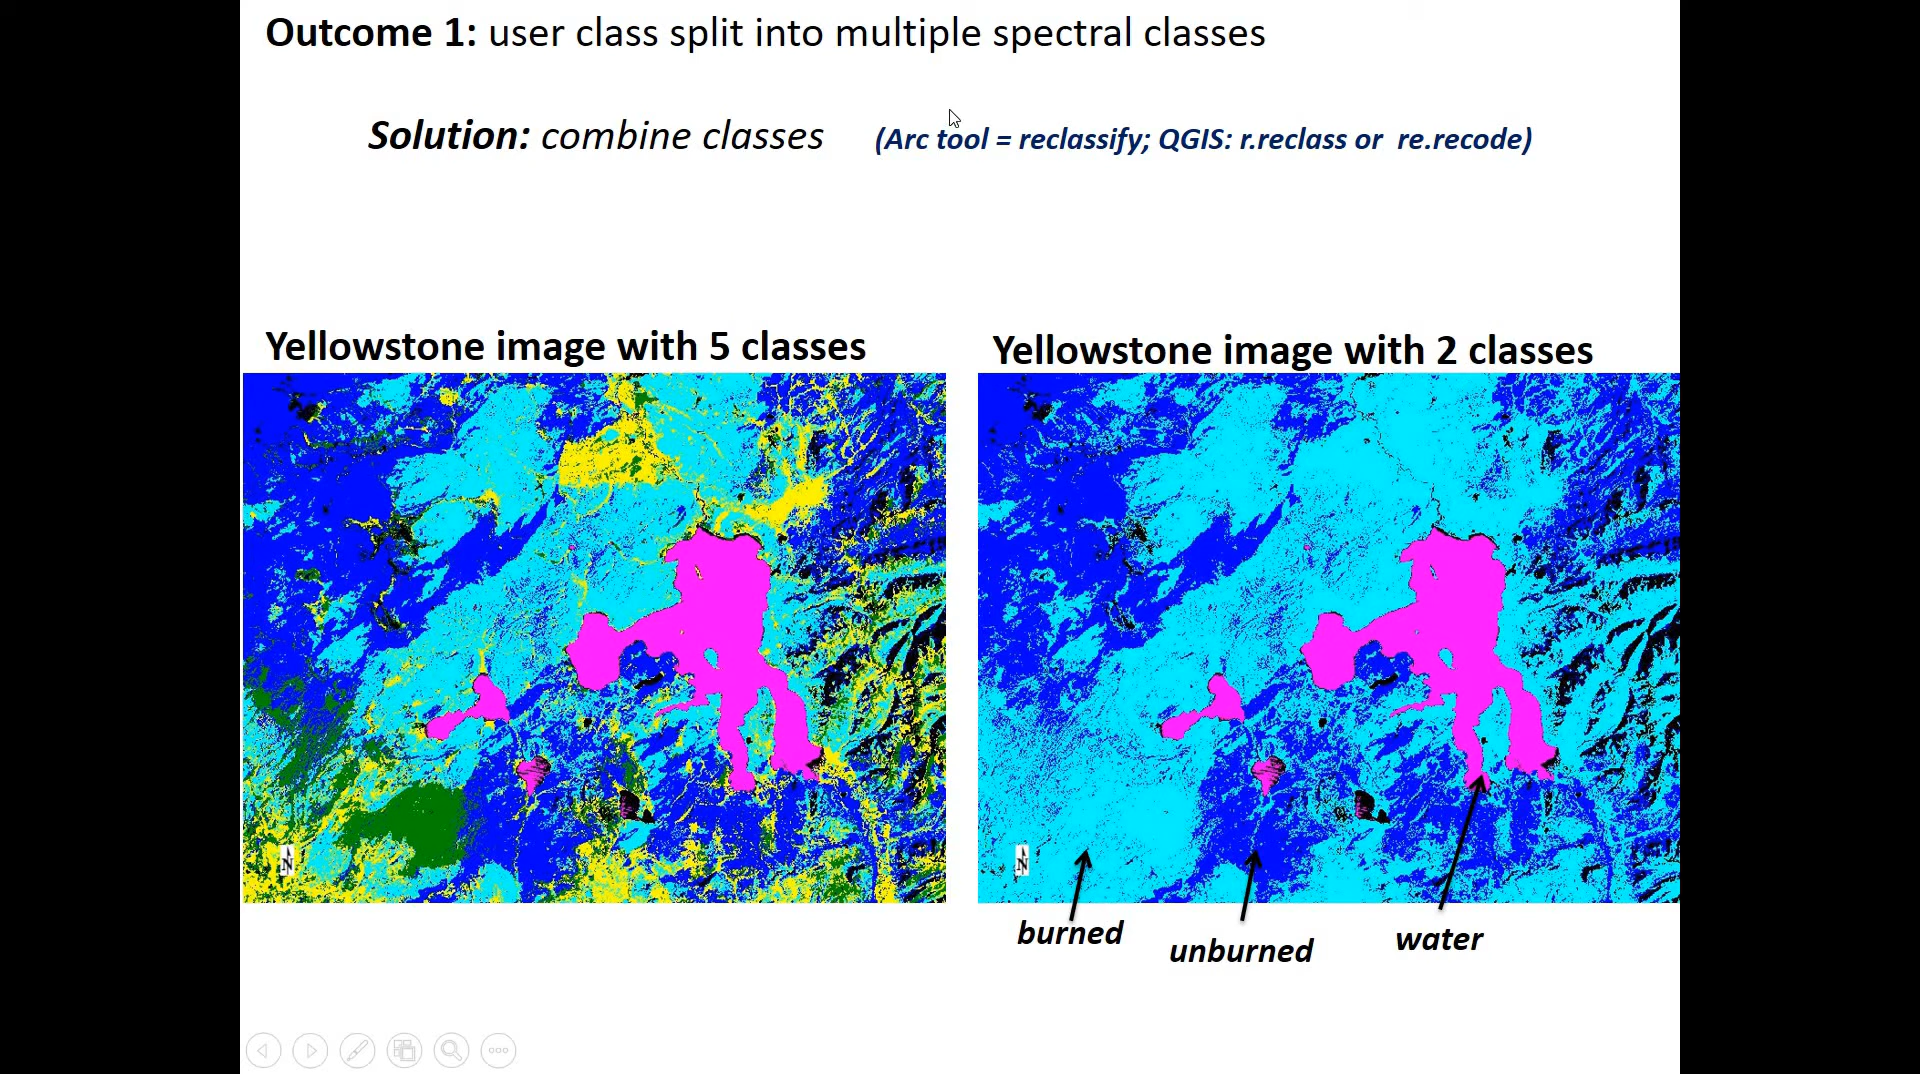 Outcome 1: user class split into multiple spectral classes
Solution: combine classes (Arc tool = reclassify; QGIS: r.reclass or re.recode)
Yellowstone image with 5 classes
Yellowstone image with 2 classes
N
N
burned
unburned
water